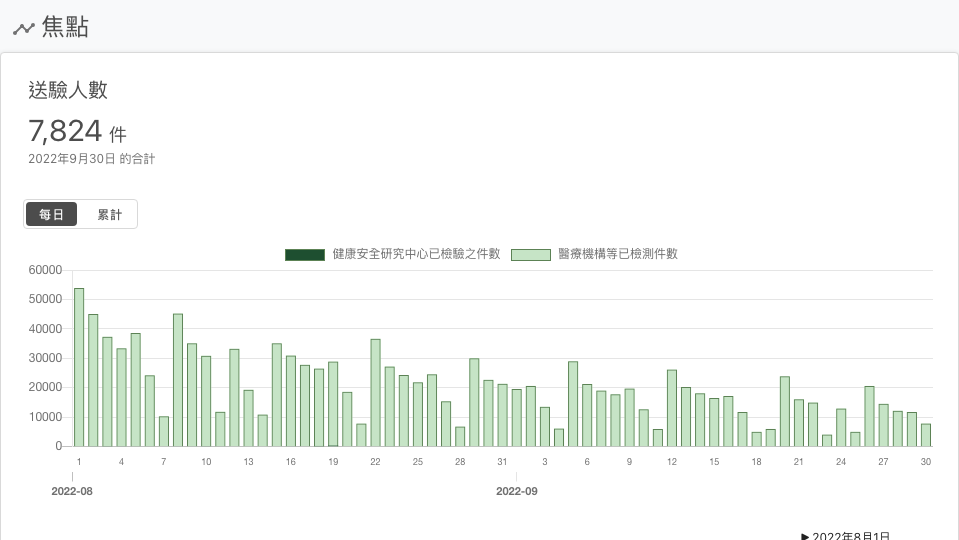 焦點
送驗人數
7,824 件
2022年9月30日 的合計
每日 累計
健康安全研究中心已檢驗之件數 醫療機構等已檢測件數
60000
50000
40000
30000
20000
10000
0
1 4 7 10 13 16 19 22 25 28 31 3 6 9 12 15 18 21 24 27 30
2022-08 2022-09
▶ 2022年8月1日